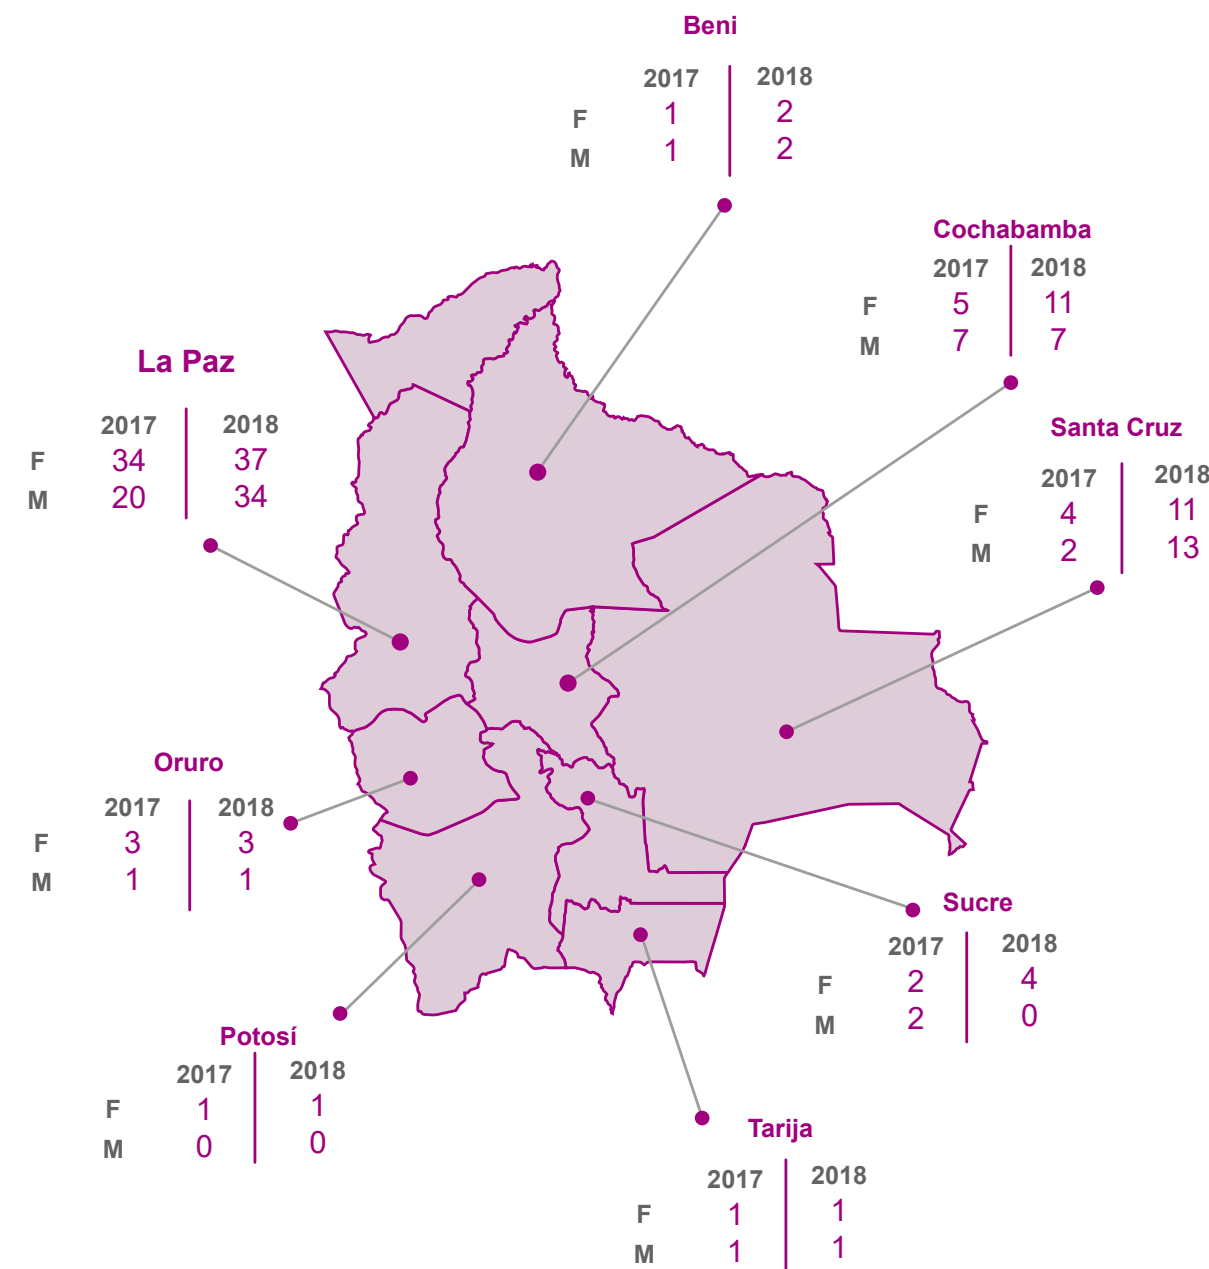 Beni
2017 2018
F 1 2
M 1 2
Cochabamba
2017 2018
F 5 11
M 7 7
La Paz
2017 2018
F 34 37
M 20 34
Santa Cruz
2017 2018
F 4 11
M 2 13
Oruro
2017 2018
F 3 3
M 1 1
Sucre
2017 2018
F 2 4
M 2 0
Potosí
2017 2018
F 1 1
M 0 0
Tarija
2017 2018
F 1 1
M 1 1